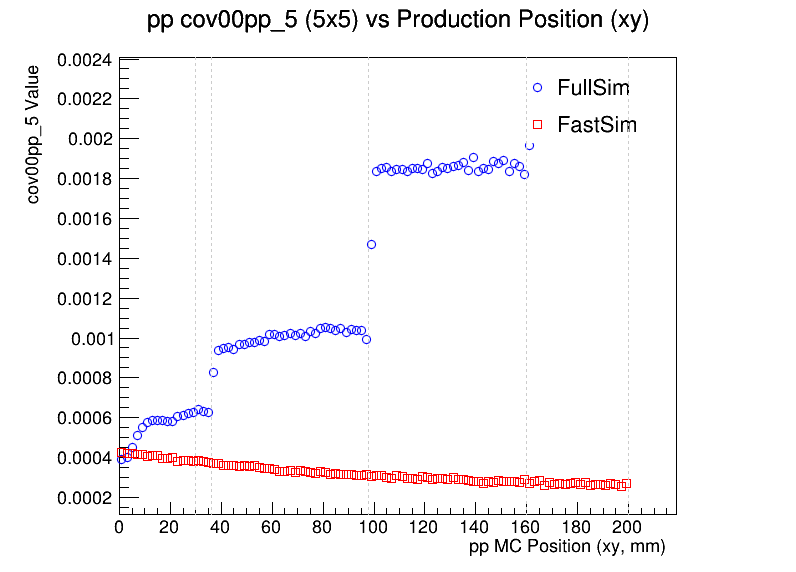 pp cov00pp_5 (5x5) vs Production Position (xy)
cov00pp_5 Value
0.0024
0.0022
0.002
0.0018
0.0016
0.0014
0.0012
0.001
0.0008
0.0006
0.0004
0.0002
FullSim
FastSim
0 20 40 60 80 100 120 140 160 180 200
pp MC Position (xy, mm)